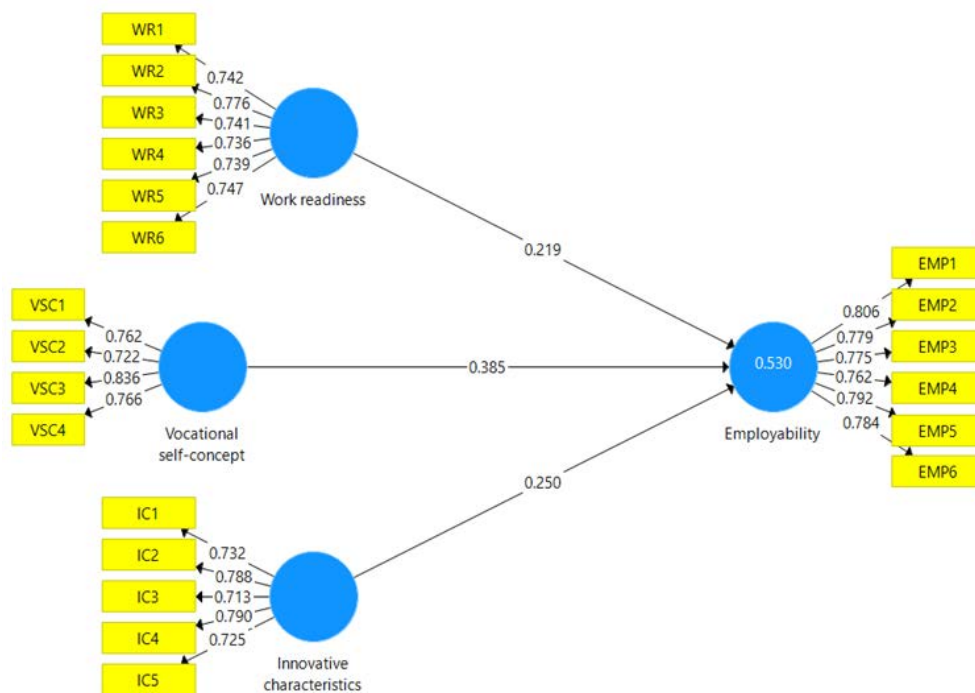 WR1
WR2
WR3
WR4
WR5
WR6
0.742
0.776
0.741
0.736
0.739
0.747
Work readiness
0.219
VSC1
VSC2
VSC3
VSC4
0.762
0.722
0.836
0.766
Vocational
self-concept
0.385
IC1
IC2
IC3
IC4
IC5
0.732
0.788
0.713
0.790
0.725
Innovative
characteristics
0.250
0.530
Employability
0.806
0.779
0.775
0.762
0.792
0.784
EMP1
EMP2
EMP3
EMP4
EMP5
EMP6